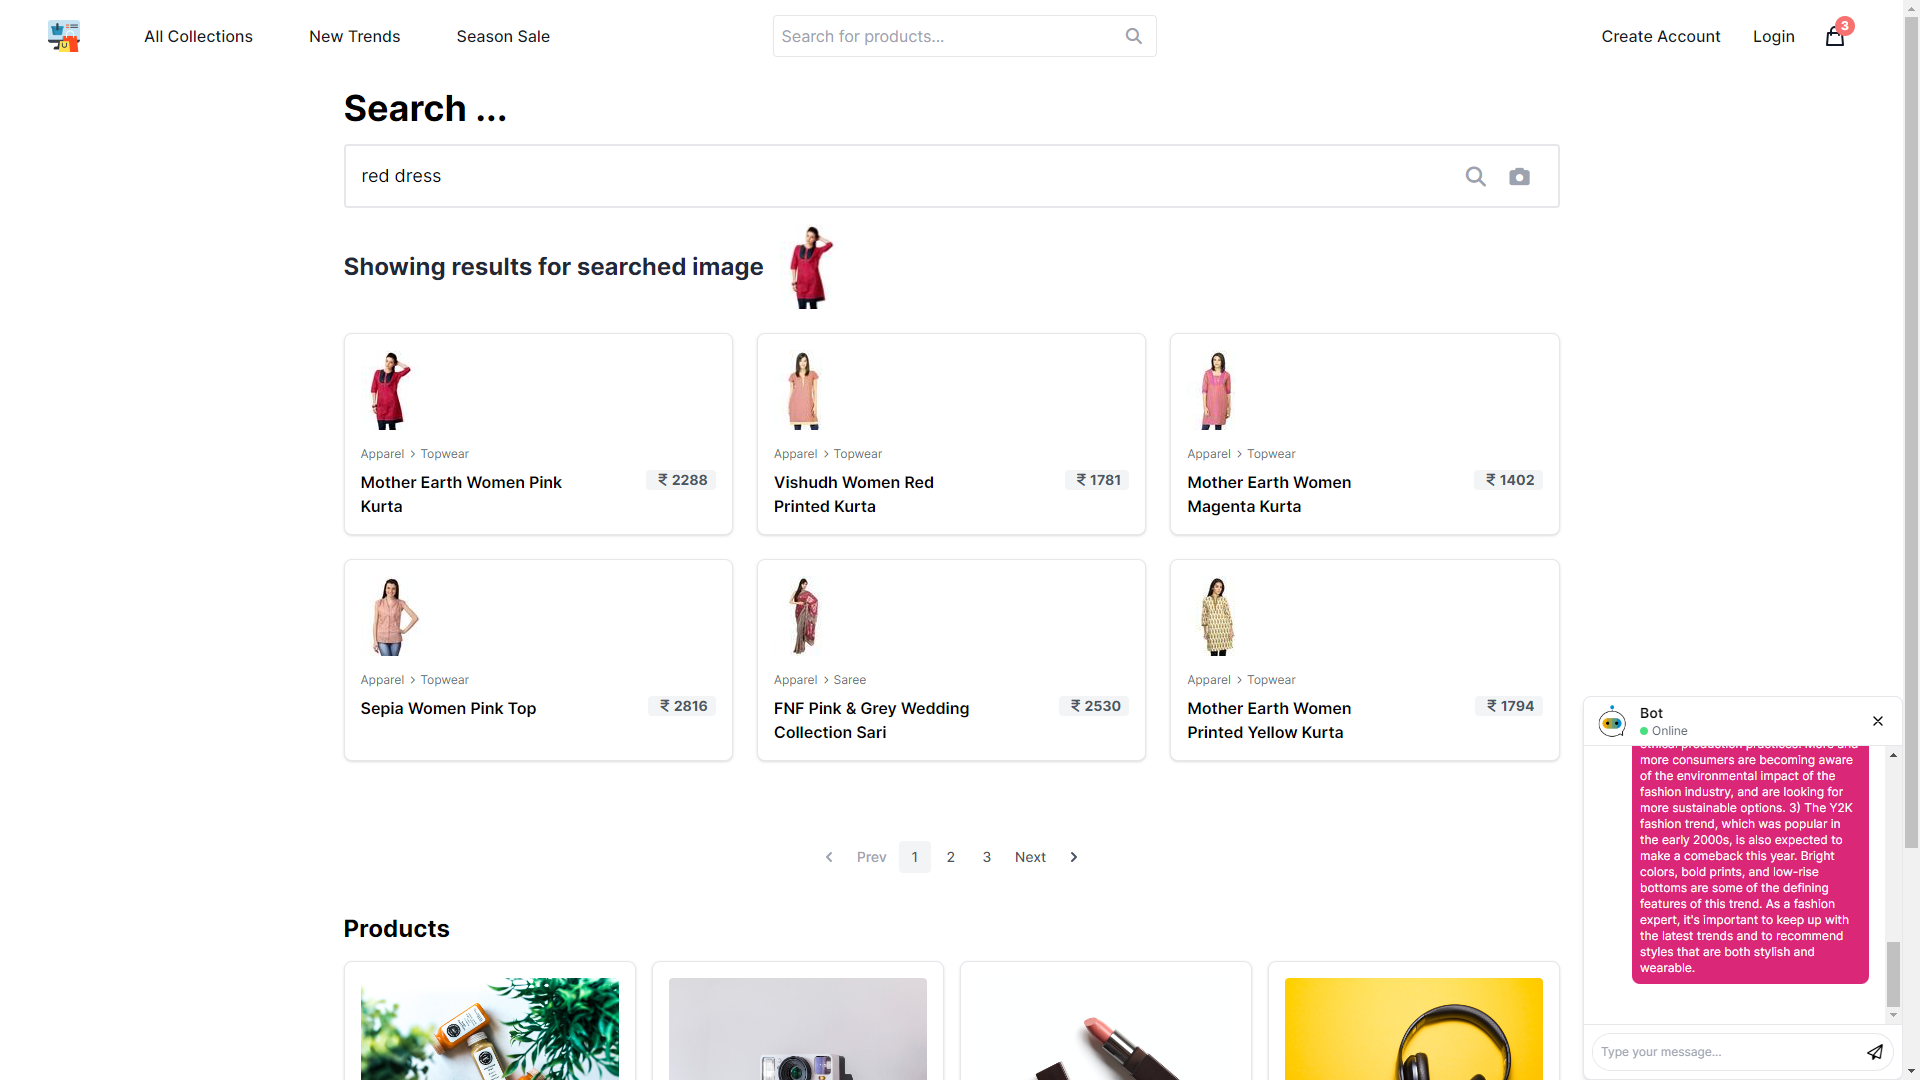 All Collections
New Trends
Season Sale
Search for products...
Create Account
Login
3
Search ...
red dress
Showing results for searched image
Apparel > Topwear
Mother Earth Women Pink
Kurta
₹ 2288
Apparel > Topwear
Vishudh Women Red
Printed Kurta
₹ 1781
Apparel > Topwear
Mother Earth Women
Magenta Kurta
₹ 1402
Apparel > Topwear
Sepia Women Pink Top
₹ 2816
Apparel > Saree
FNF Pink & Grey Wedding
Collection Sari
₹ 2530
Apparel > Topwear
Mother Earth Women
Printed Yellow Kurta
₹ 1794
Prev 1 2 3 Next
Products
Bot
Online
ethical production practices. More and
more consumers are becoming aware
of the environmental impact of the
fashion industry, and are looking for
more sustainable options. 3) The Y2K
fashion trend, which was popular in
the early 2000s, is also expected to
make a comeback this year. Bright
colors, bold prints, and low-rise
bottoms are some of the defining
features of this trend. As a fashion
expert, it's important to keep up with
the latest trends and to recommend
styles that are both stylish and
wearable.
Type your message...